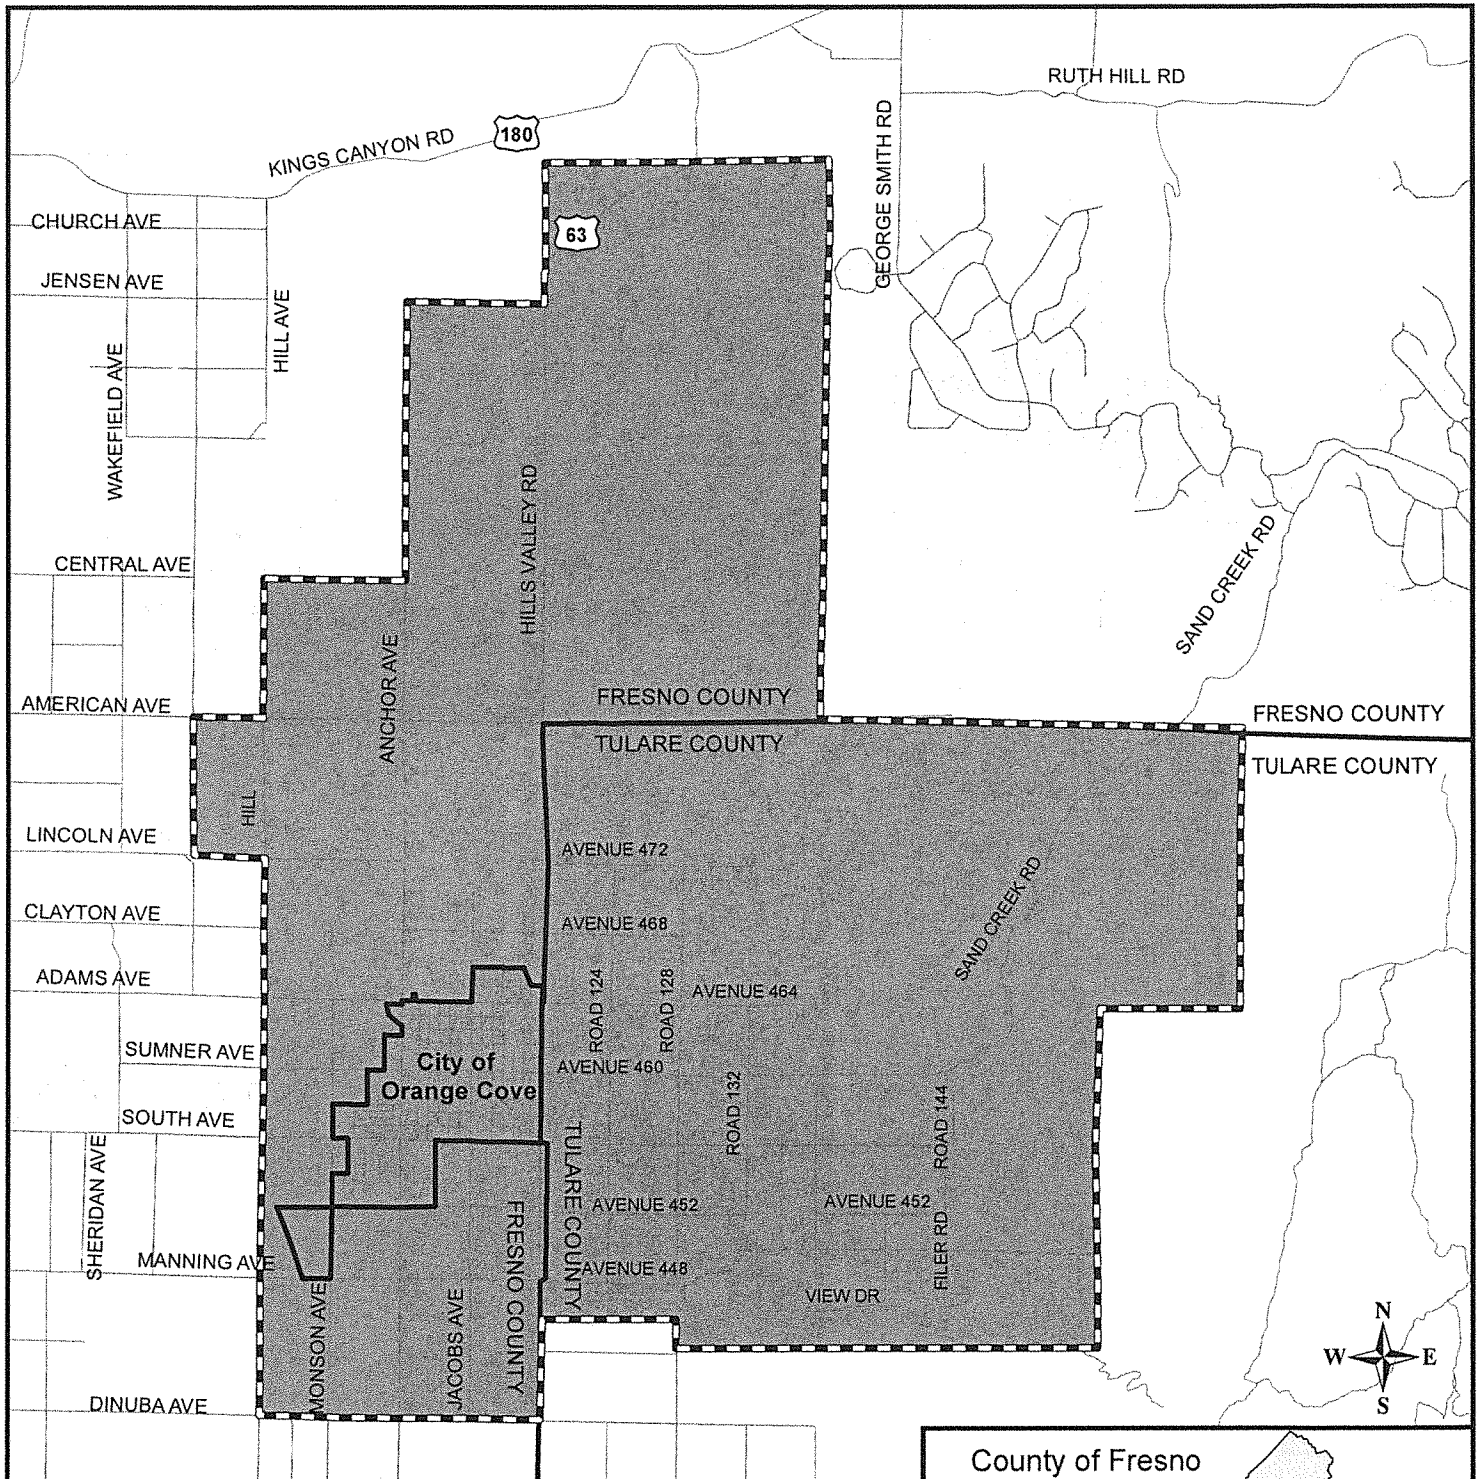 RUTH HILL RD
180
KINGS CANYON RD
GEORGE SMITH RD
CHURCH AVE
63
JENSEN AVE
HILL AVE
WAKEFIELD AVE
HILLS VALLEY RD
CENTRAL AVE
SAND CREEK RD
ANCHOR AVE
AMERICAN AVE
FRESNO COUNTY
FRESNO COUNTY
TULARE COUNTY
TULARE COUNTY
HILL
LINCOLN AVE
AVENUE 472
CLAYTON AVE
AVENUE 468
SAND CREEK RD
ADAMS AVE
ROAD 124
ROAD 128
AVENUE 464
SUMNER AVE
City of
Orange Cove
AVENUE 460
ROAD 132
ROAD 144
SOUTH AVE
SHERIDAN AVE
TULARE COUNTY
FRESNO COUNTY
AVENUE 452
AVENUE 452
FILER RD
MANNING AVE
AVENUE 448
VIEW DR
MONSON AVE
JACOBS AVE
N
W
E
S
DINUBA AVE
County of Fresno